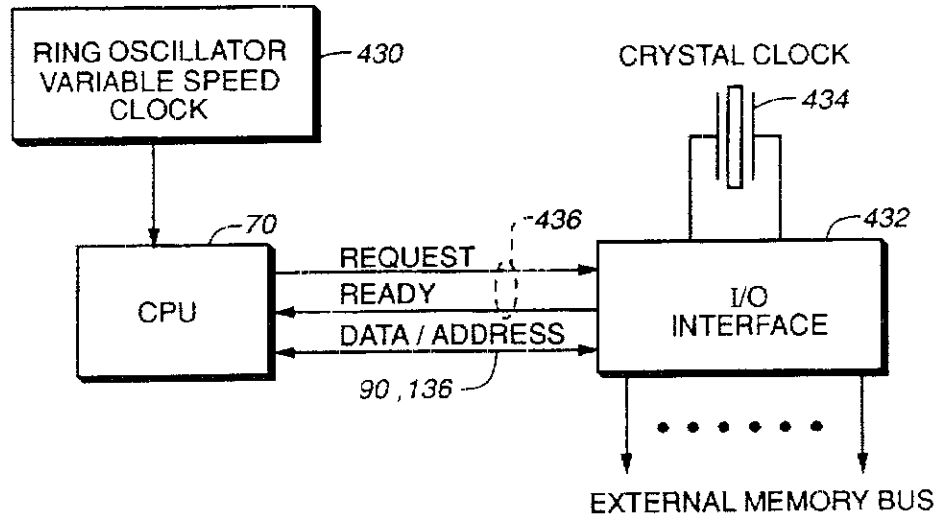 RING OSCILLATOR
VARIABLE SPEED
CLOCK
430
CRYSTAL CLOCK
434
70
436
432
CPU
REQUEST
READY
DATA / ADDRESS
90 , 136
I/O
INTERFACE
EXTERNAL MEMORY BUS